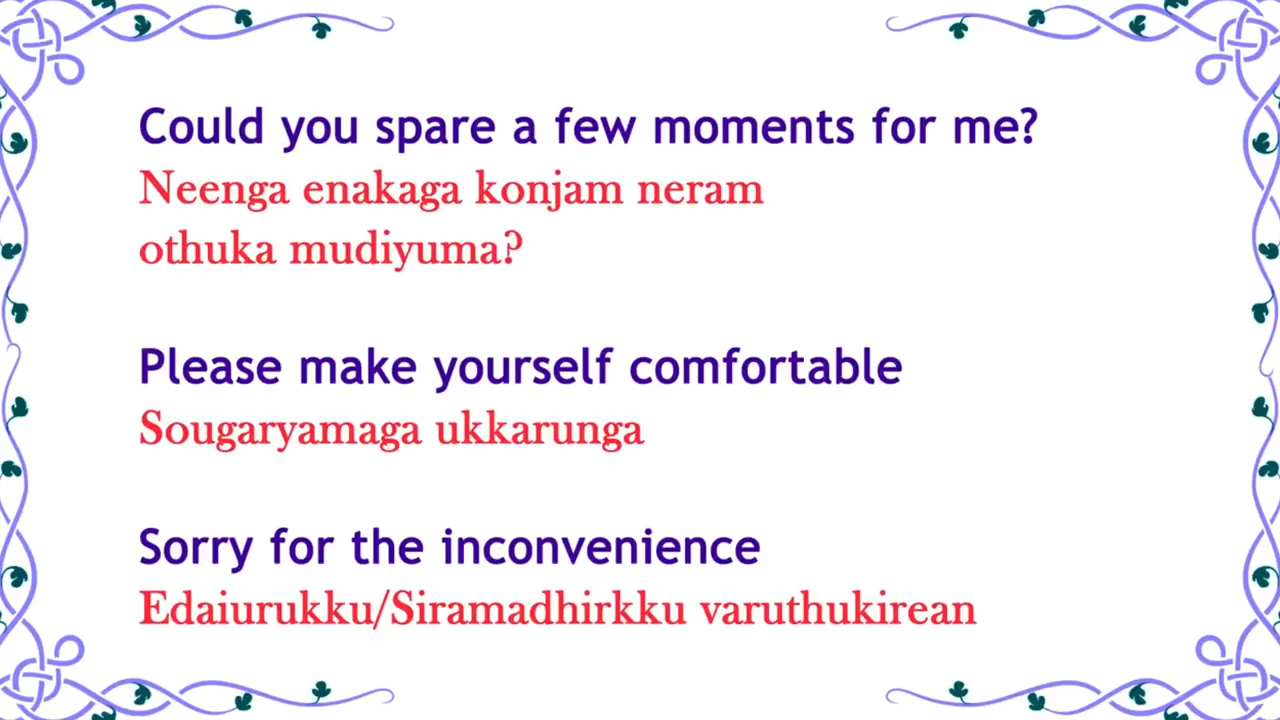 Could you spare a few moments for me?
Neenga enakaga konjam neram
othuka mudiyuma?
Please make yourself comfortable
Sougaryamaga ukkarunga
Sorry for the inconvenience
Edaiurukku/Siramadhirkku varuthukirean